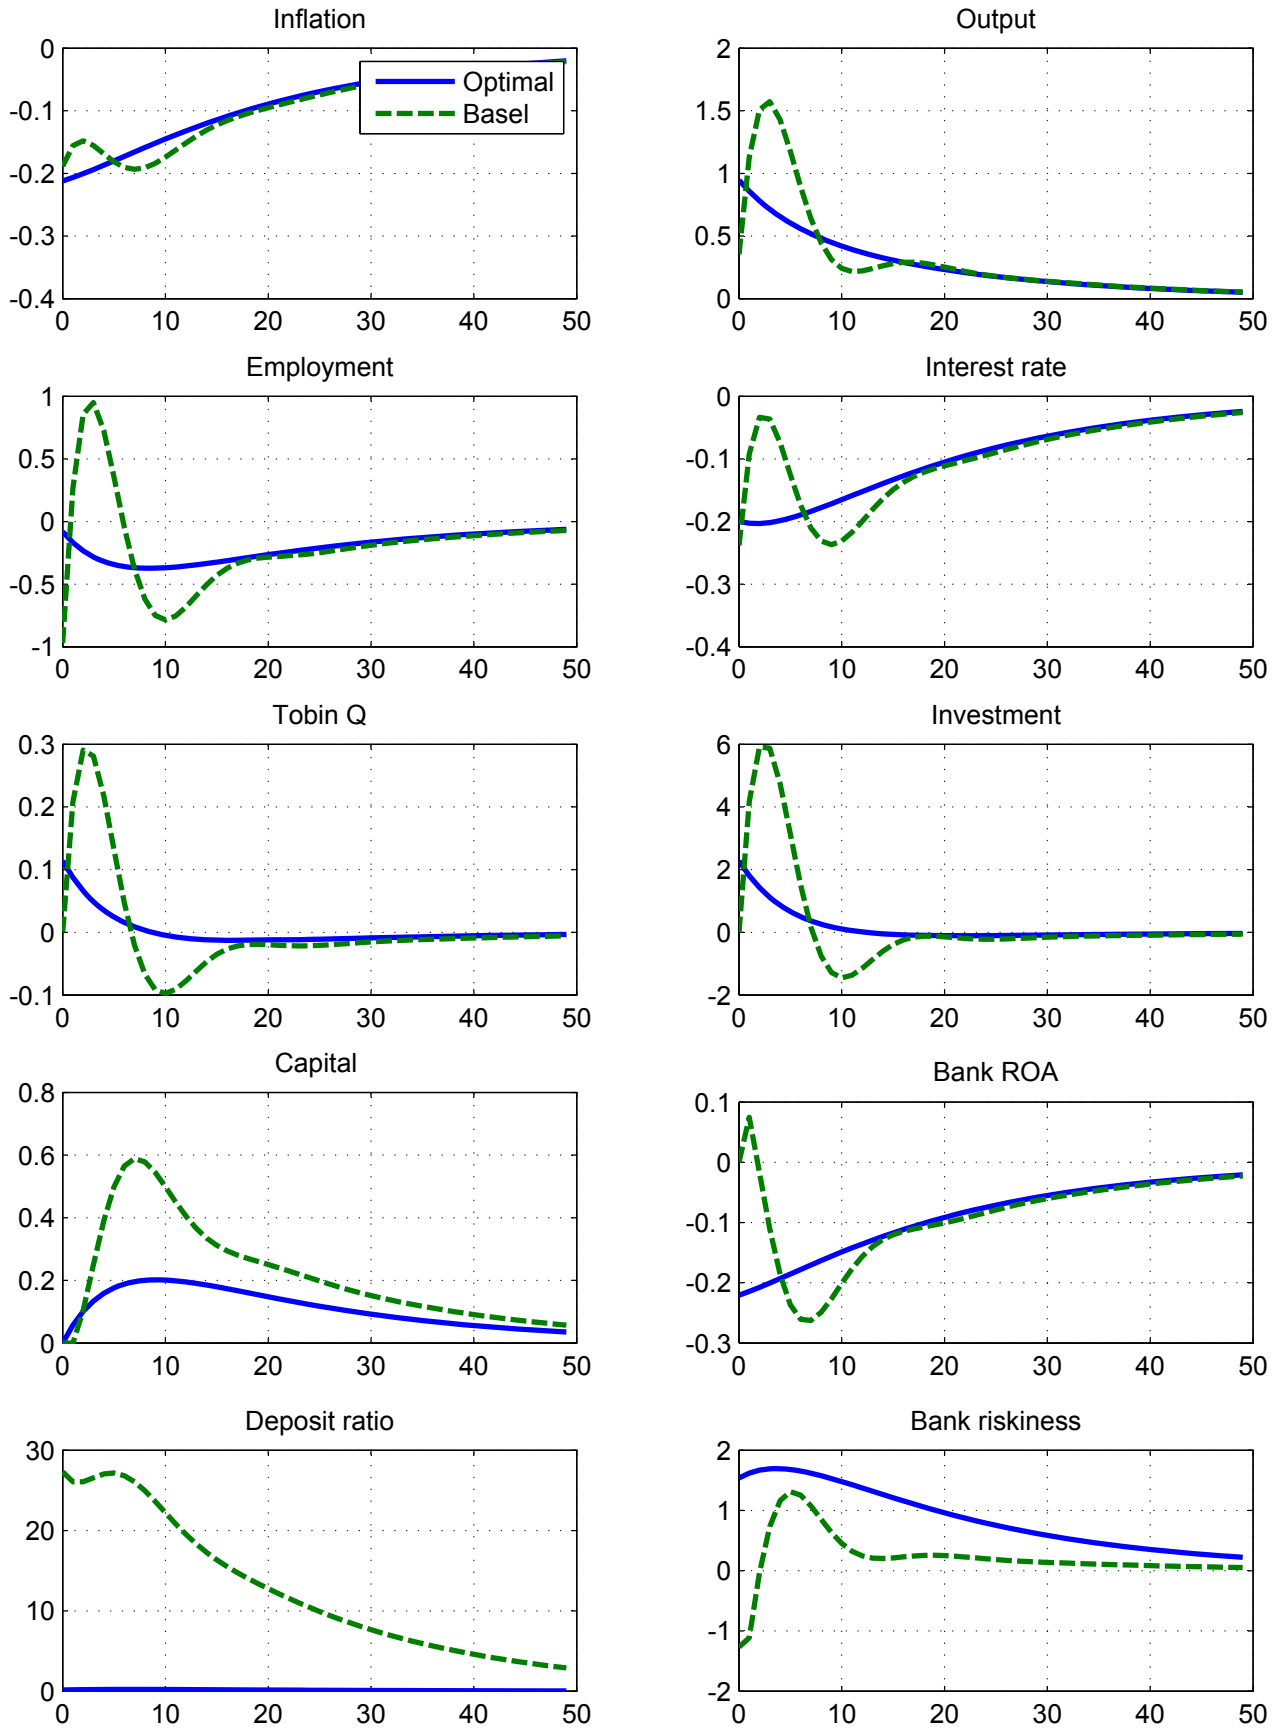 Inflation
0
-0.1
-0.2
-0.3
-0.4
0 10 20 30 40 50
Optimal
Basel
Output
2
1.5
1
0.5
0
0 10 20 30 40 50
Employment
1
0.5
0
-0.5
-1
0 10 20 30 40 50
Interest rate
0
-0.1
-0.2
-0.3
-0.4
0 10 20 30 40 50
Tobin Q
0.3
0.2
0.1
0
-0.1
0 10 20 30 40 50
Investment
6
4
2
0
-2
0 10 20 30 40 50
Capital
0.8
0.6
0.4
0.2
0
0 10 20 30 40 50
Bank ROA
0.1
0
-0.1
-0.2
-0.3
0 10 20 30 40 50
Deposit ratio
30
20
10
0
0 10 20 30 40 50
Bank riskiness
2
1
0
-1
-2
0 10 20 30 40 50